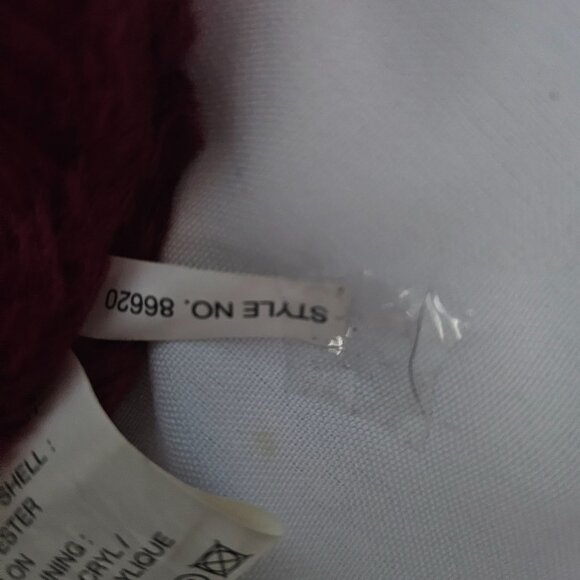 STYLE NO. 86620
SHELL :
ESTER
ON
NING :
CRYL /
YLIQUE